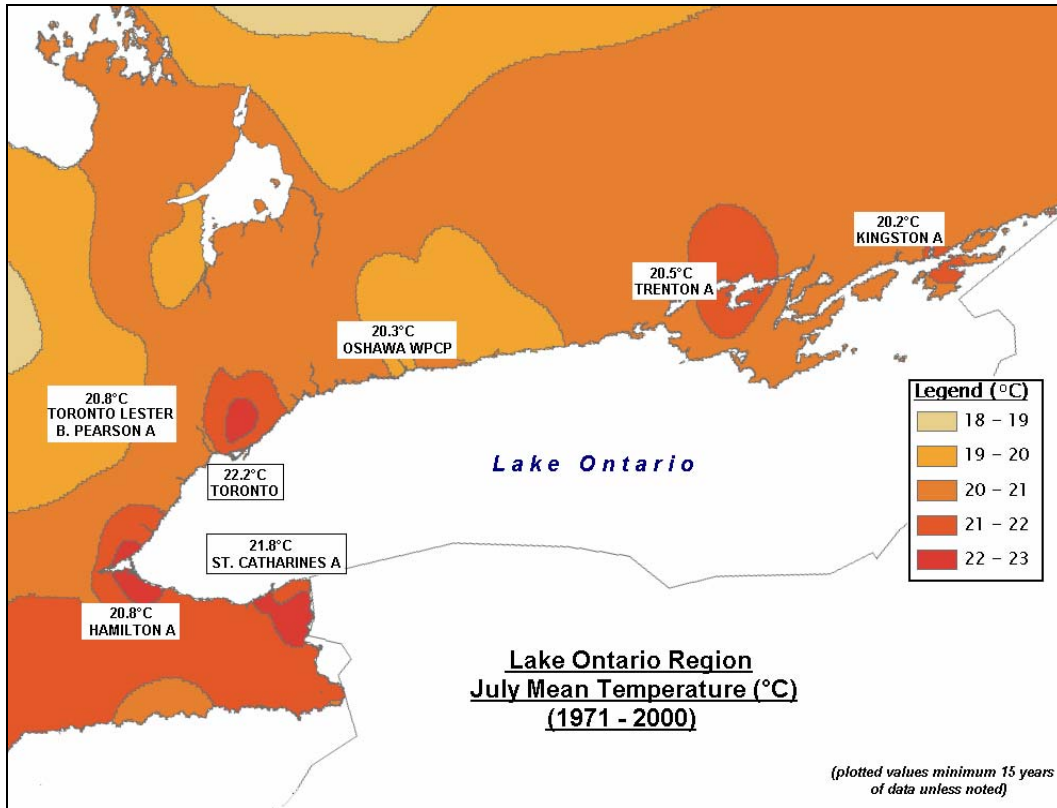 20.2°C
KINGSTON A
20.5°C
TRENTON A
20.3°C
OSHAWA WPCP
20.8°C
TORONTO LESTER
B. PEARSON A
22.2°C
TORONTO
21.8°C
ST. CATHARINES A
20.8°C
HAMILTON A
Lake Ontario
Legend (°C)
18 – 19
19 – 20
20 – 21
21 – 22
22 – 23
Lake Ontario Region
July Mean Temperature (°C)
(1971 - 2000)
(plotted values minimum 15 years
of data unless noted)